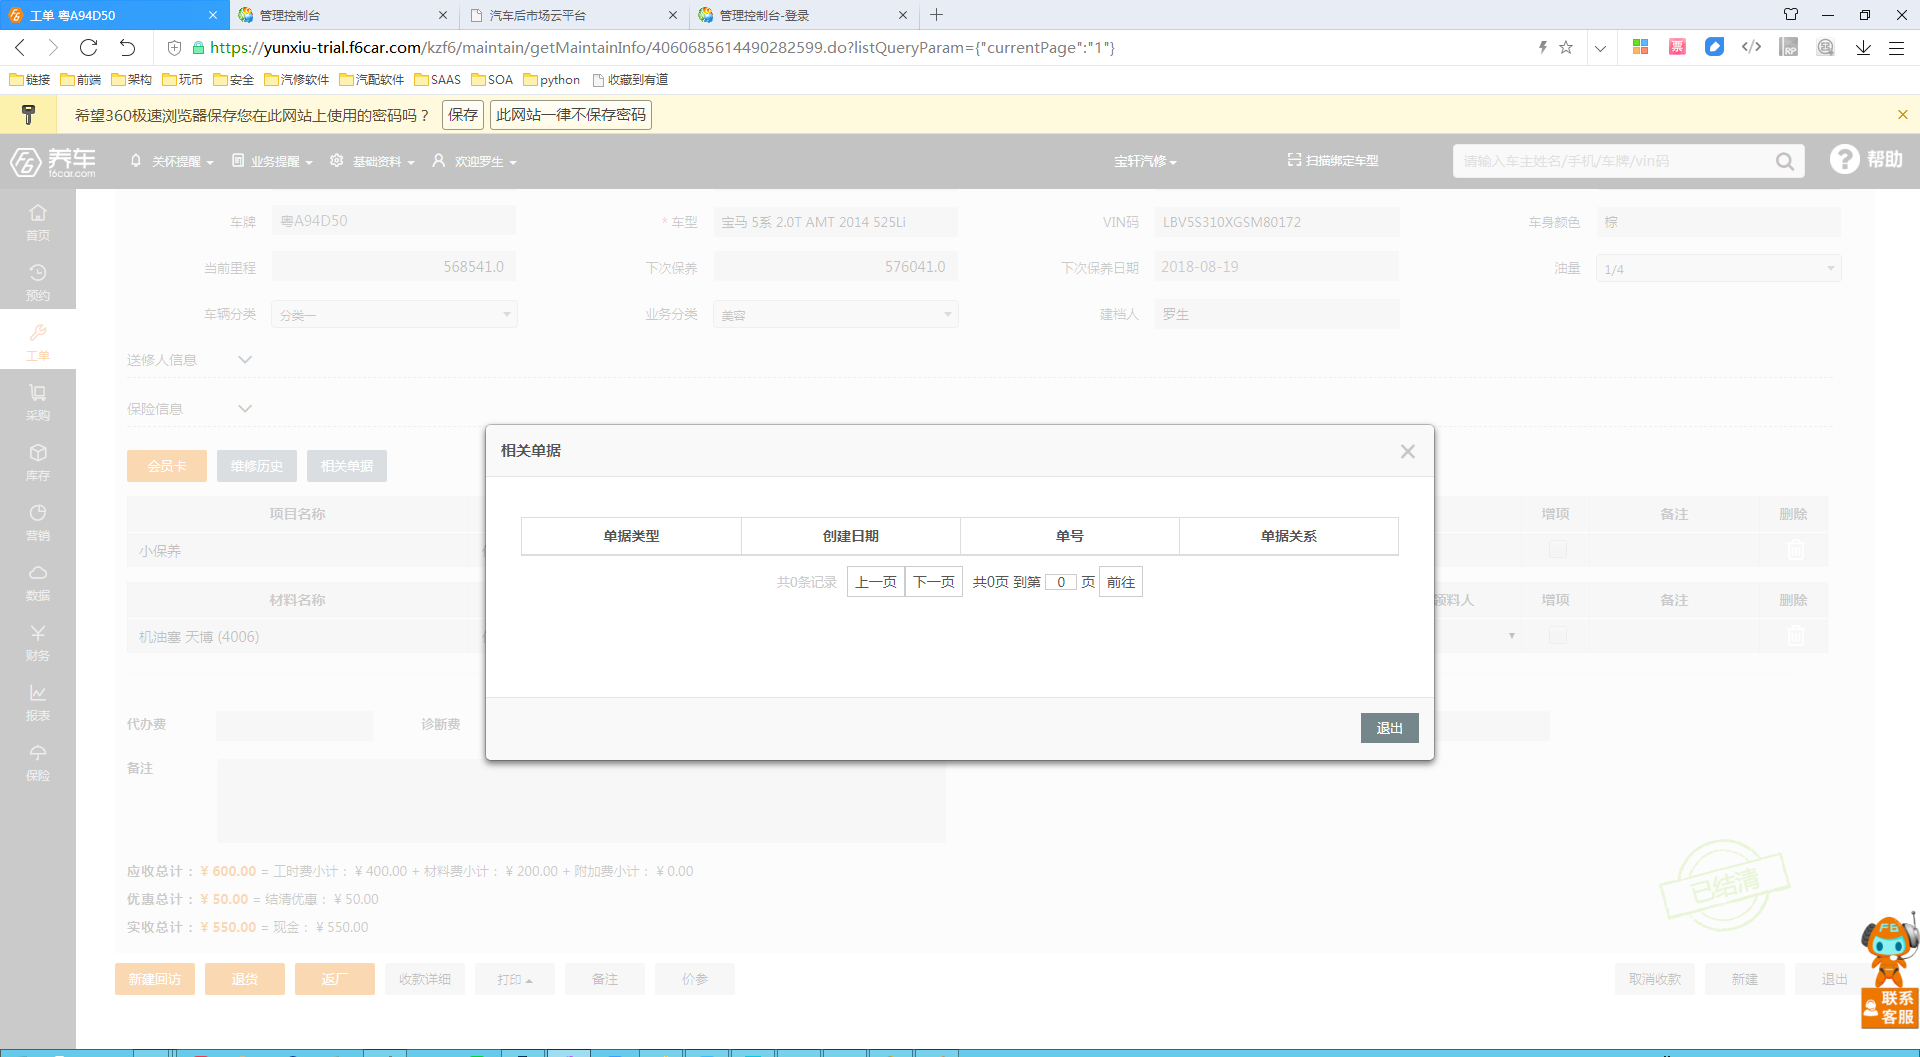 工单 粤A94D50
管理控制台
汽车后市场云平台
管理控制台-登录
https://yunxiu-trial.f6car.com/kzf6/maintain/getMaintainInfo/4060685614490282599.do?listQueryParam={"currentPage":"1"}
票
RP
链接 前端 架构 玩币 安全 汽修软件 汽配软件 SAAS SOA python 收藏到有道
希望360极速浏览器保存您在此网站上使用的密码吗？ 保存 此网站一律不保存密码
养车
f6car.com
关怀提醒 业务提醒 基础资料 欢迎罗生 宝轩汽修 扫描绑定车型 请输入车主姓名/手机/车牌/vin码 帮助
首页
预约
工单
采购
库存
营销
数据
财务
报表
保险
车牌 粤A94D50 * 车型 宝马 5系 2.0T AMT 2014 525Li VIN码 LBV5S310XGSM80172 车身颜色 棕
当前里程 568541.0 下次保养 576041.0 下次保养日期 2018-08-19 油量 1/4
车辆分类 分类一 业务分类 美容 建档人 罗生
送修人信息
保险信息
会员卡 维修历史 相关单据
项目名称 增项 备注 删除
小保养
材料名称 领料人 增项 备注 删除
机油塞 天博 (4006)
相关单据
单据类型 创建日期 单号 单据关系
共0条记录 上一页 下一页 共0页 到第 0 页 前往
退出
代办费 诊断费
备注
应收总计： ¥ 600.00 = 工时费小计： ¥ 400.00 + 材料费小计： ¥ 200.00 + 附加费小计： ¥ 0.00
优惠总计： ¥ 50.00 = 结清优惠： ¥ 50.00
实收总计： ¥ 550.00 = 现金： ¥ 550.00
已结清
新建回访 退货 返厂 收款详细 打印 备注 价参 取消收款 新建 退出
F6
联系
客服